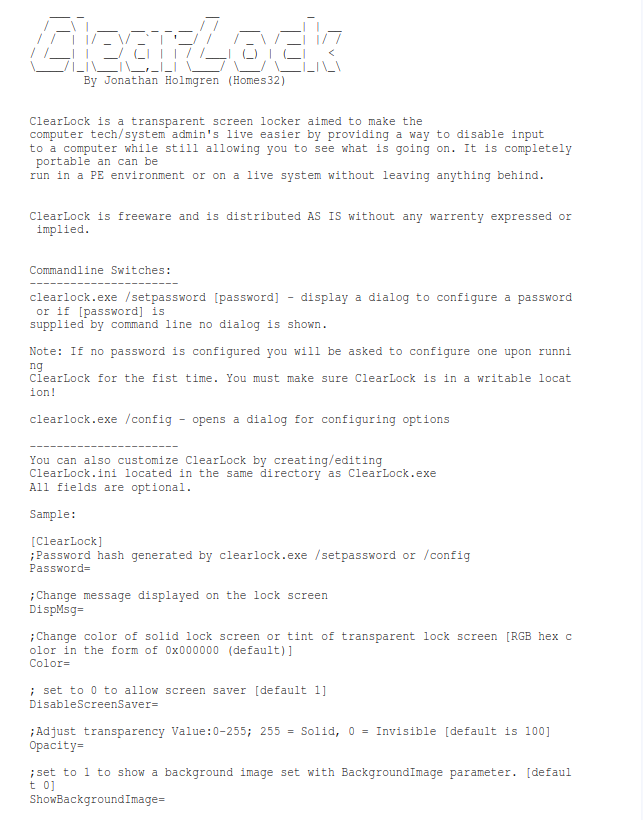 ClearLock
By Jonathan Holmgren (Homes32)
ClearLock is a transparent screen locker aimed to make the
computer tech/system admin's live easier by providing a way to disable input
to a computer while still allowing you to see what is going on. It is completely
portable an can be
run in a PE environment or on a live system without leaving anything behind.
ClearLock is freeware and is distributed AS IS without any warrenty expressed or
implied.
Commandline Switches:
----------------------
clearlock.exe /setpassword [password] - display a dialog to configure a password
or if [password] is
supplied by command line no dialog is shown.
Note: If no password is configured you will be asked to configure one upon runni
ng
ClearLock for the fist time. You must make sure ClearLock is in a writable locat
ion!
clearlock.exe /config - opens a dialog for configuring options
----------------------
You can also customize ClearLock by creating/editing
ClearLock.ini located in the same directory as ClearLock.exe
All fields are optional.
Sample:
[ClearLock]
;Password hash generated by clearlock.exe /setpassword or /config
Password=
;Change message displayed on the lock screen
DispMsg=
;Change color of solid lock screen or tint of transparent lock screen [RGB hex c
olor in the form of 0x000000 (default)]
Color=
; set to 0 to allow screen saver [default 1]
DisableScreenSaver=
;Adjust transparency Value:0-255; 255 = Solid, 0 = Invisible [default is 100]
Opacity=
;set to 1 to show a background image set with BackgroundImage parameter. [defaul
t 0]
ShowBackgroundImage=